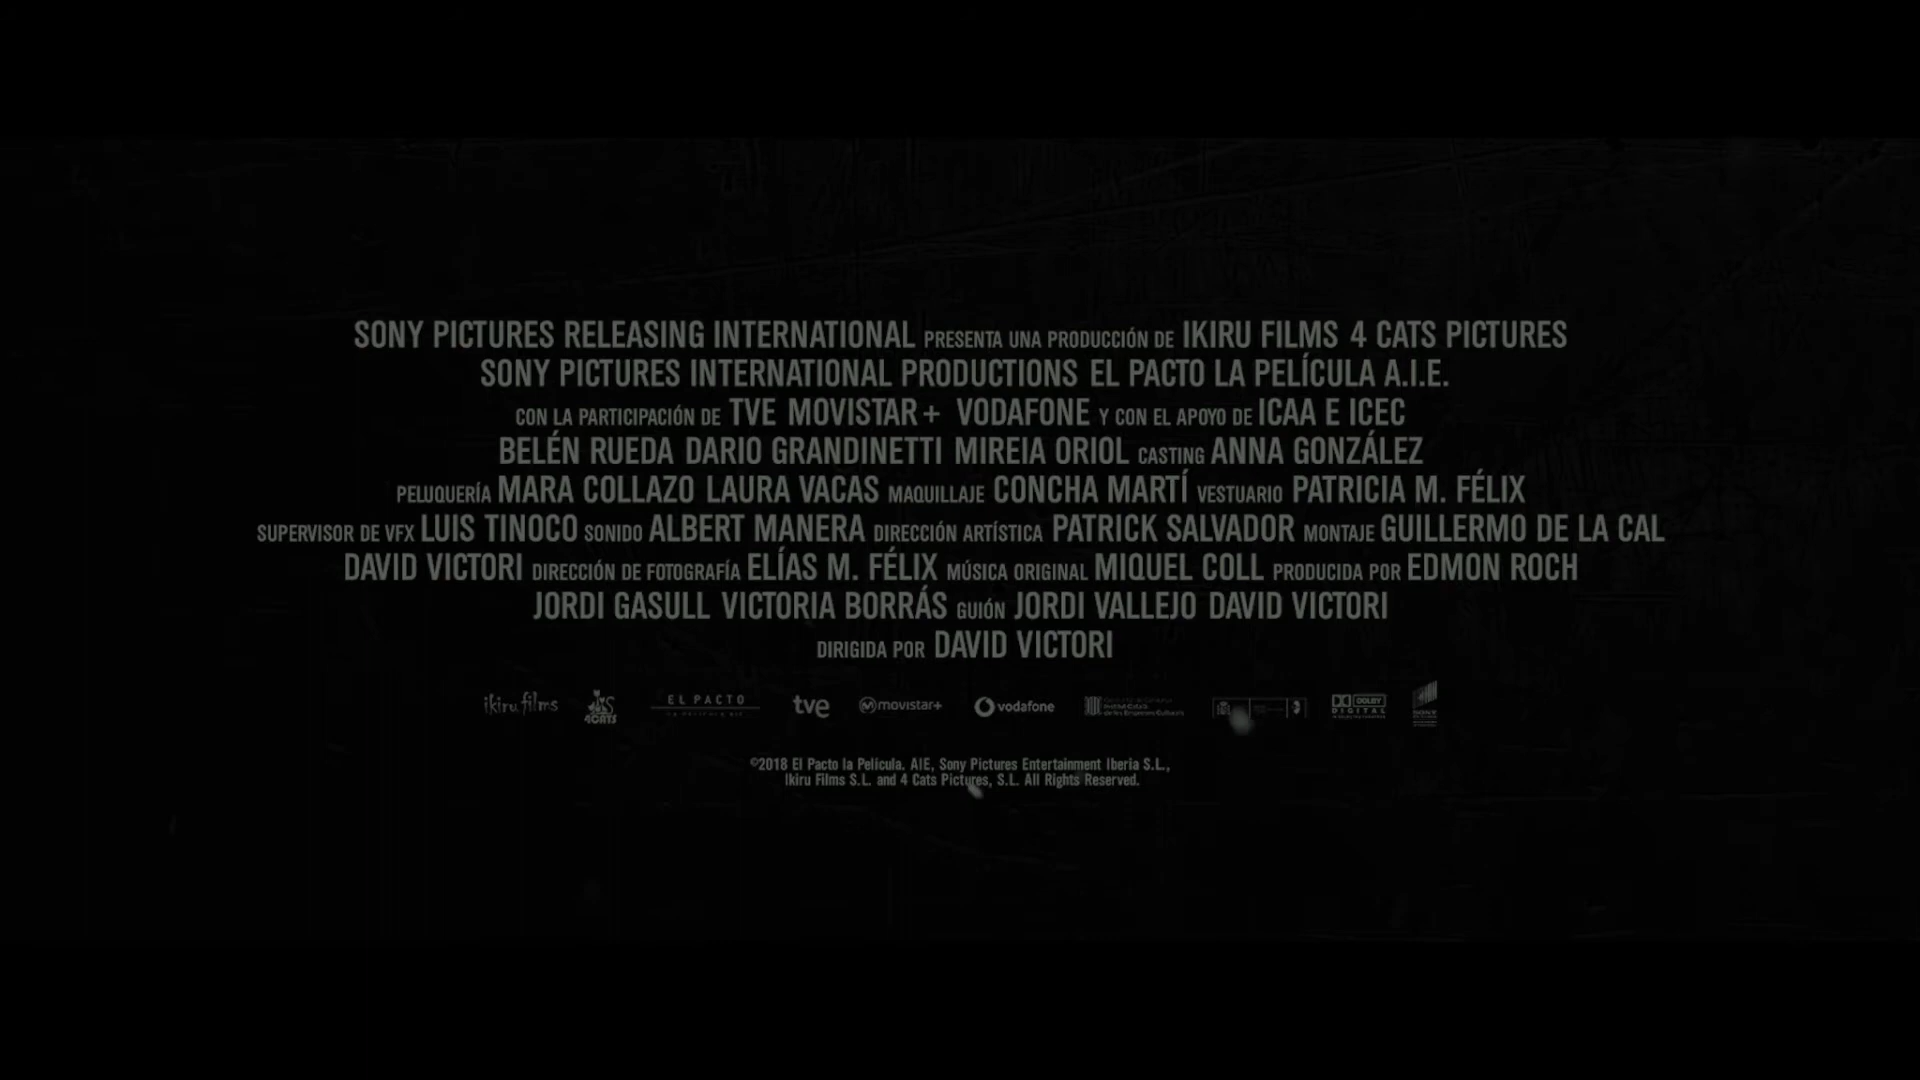 SONY PICTURES RELEASING INTERNATIONAL PRESENTA UNA PRODUCCIÓN DE IKIRU FILMS 4 CATS PICTURES
SONY PICTURES INTERNATIONAL PRODUCTIONS EL PACTO LA PELÍCULA A.I.E.
CON LA PARTICIPACIÓN DE TVE MOVISTAR+ VODAFONE Y CON EL APOYO DE ICAA E ICEC
BELÉN RUEDA DARIO GRANDINETTI MIREIA ORIOL CASTING ANNA GONZÁLEZ
PELUQUERÍA MARA COLLAZO LAURA VACAS MAQUILLAJE CONCHA MARTÍ VESTUARIO PATRICIA M. FÉLIX
SUPERVISOR DE VFX LUIS TINOCO SONIDO ALBERT MANERA DIRECCIÓN ARTÍSTICA PATRICK SALVADOR MONTAJE GUILLERMO DE LA CAL
DAVID VICTORI DIRECCIÓN DE FOTOGRAFÍA ELÍAS M. FÉLIX MÚSICA ORIGINAL MIQUEL COLL PRODUCIDA POR EDMON ROCH
JORDI GASULL VICTORIA BORRÁS GUIÓN JORDI VALLEJO DAVID VICTORI
DIRIGIDA POR DAVID VICTORI
ikiru films 4CATS EL PACTO tve movistar+ vodafone DOLBY DIGITAL SONY
©2018 El Pacto la Película. AIE, Sony Pictures Entertainment Iberia S.L.,
Ikiru Films S.L. and 4 Cats Pictures, S.L. All Rights Reserved.